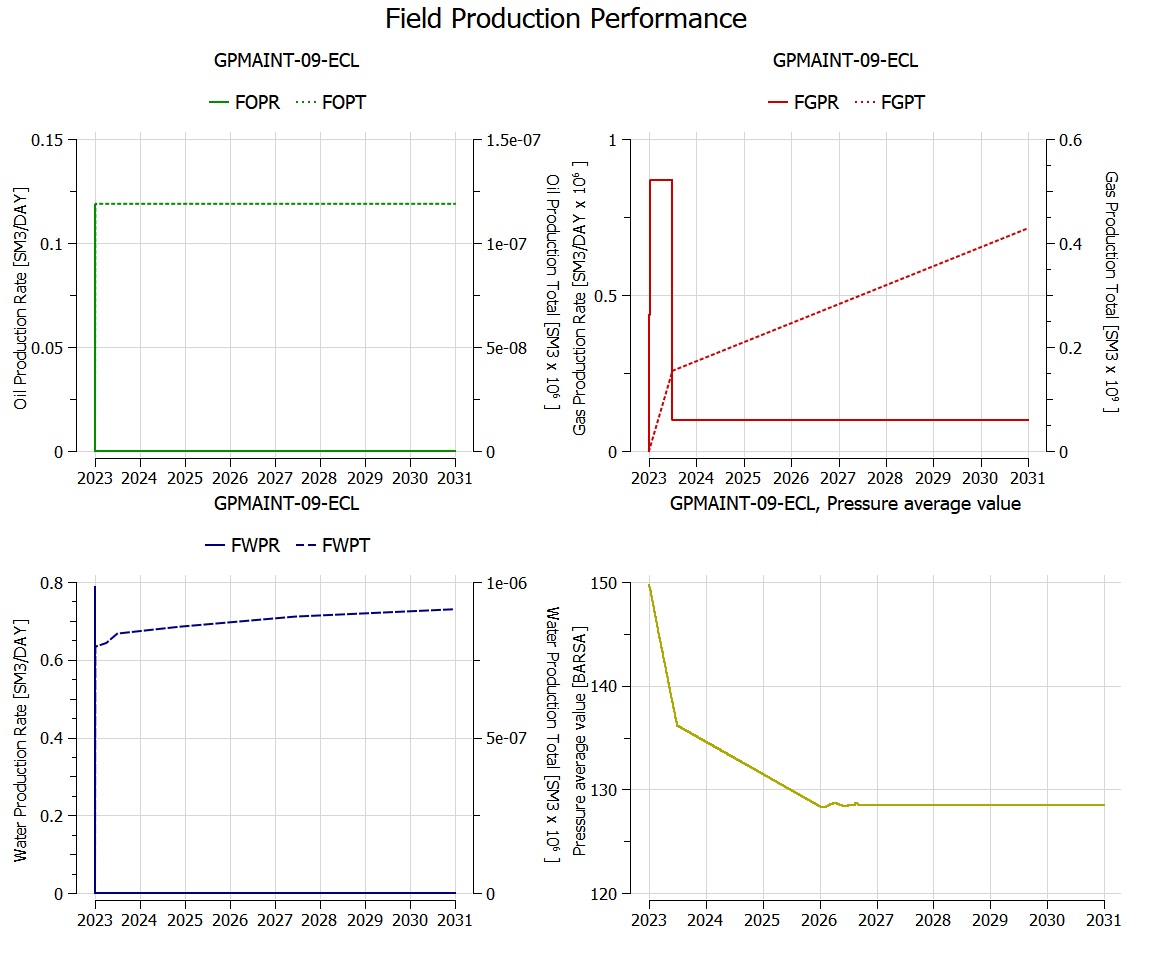 Field Production Performance
GPMAINT-09-ECL
FOPR FOPT
0.15
0.1
0.05
0
Oil Production Rate [SM3/DAY]
1.5e-07
1e-07
5e-08
0
Oil Production Total [SM3 x 10⁶ ]
2023 2024 2025 2026 2027 2028 2029 2030 2031
GPMAINT-09-ECL
FGPR FGPT
1
0.5
0
Gas Production Rate [SM3/DAY x 10⁶ ]
0.6
0.4
0.2
0
Gas Production Total [SM3 x 10⁹ ]
2023 2024 2025 2026 2027 2028 2029 2030 2031
GPMAINT-09-ECL
FWPR FWPT
0.8
0.6
0.4
0.2
0
Water Production Rate [SM3/DAY]
1e-06
5e-07
0
Water Production Total [SM3 x 10⁶ ]
2023 2024 2025 2026 2027 2028 2029 2030 2031
GPMAINT-09-ECL, Pressure average value
150
140
130
120
Pressure average value [BARSA ]
2023 2024 2025 2026 2027 2028 2029 2030 2031